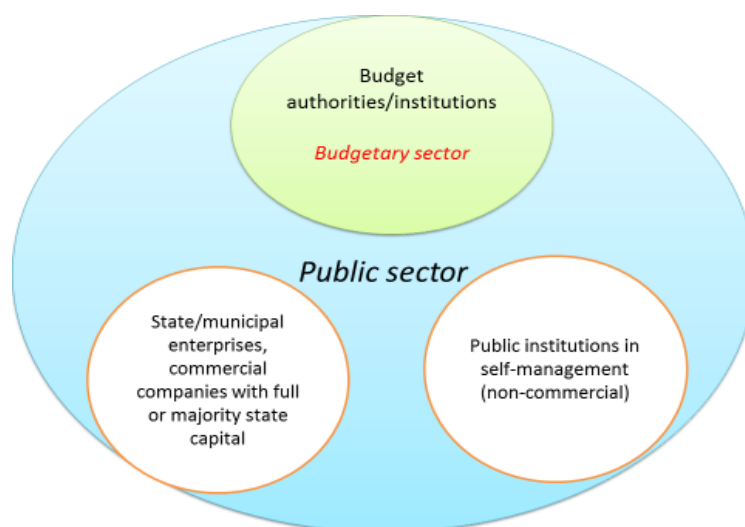 Budget
authorities/institutions
Budgetary sector
Public sector
State/municipal
enterprises,
commercial
companies with full
or majority state
capital
Public institutions in
self-management
(non-commercial)